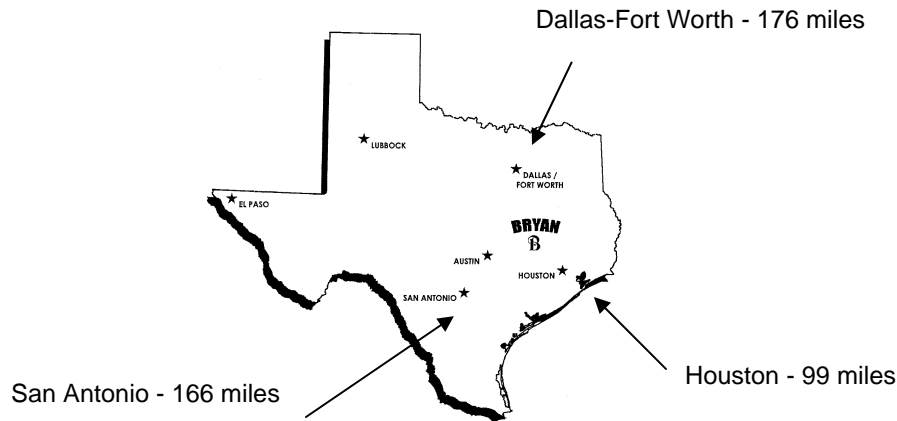 Dallas-Fort Worth - 176 miles
LUBBOCK
DALLAS /
FORT WORTH
EL PASO
BRYAN
B
AUSTIN
HOUSTON
SAN ANTONIO
Houston - 99 miles
San Antonio - 166 miles